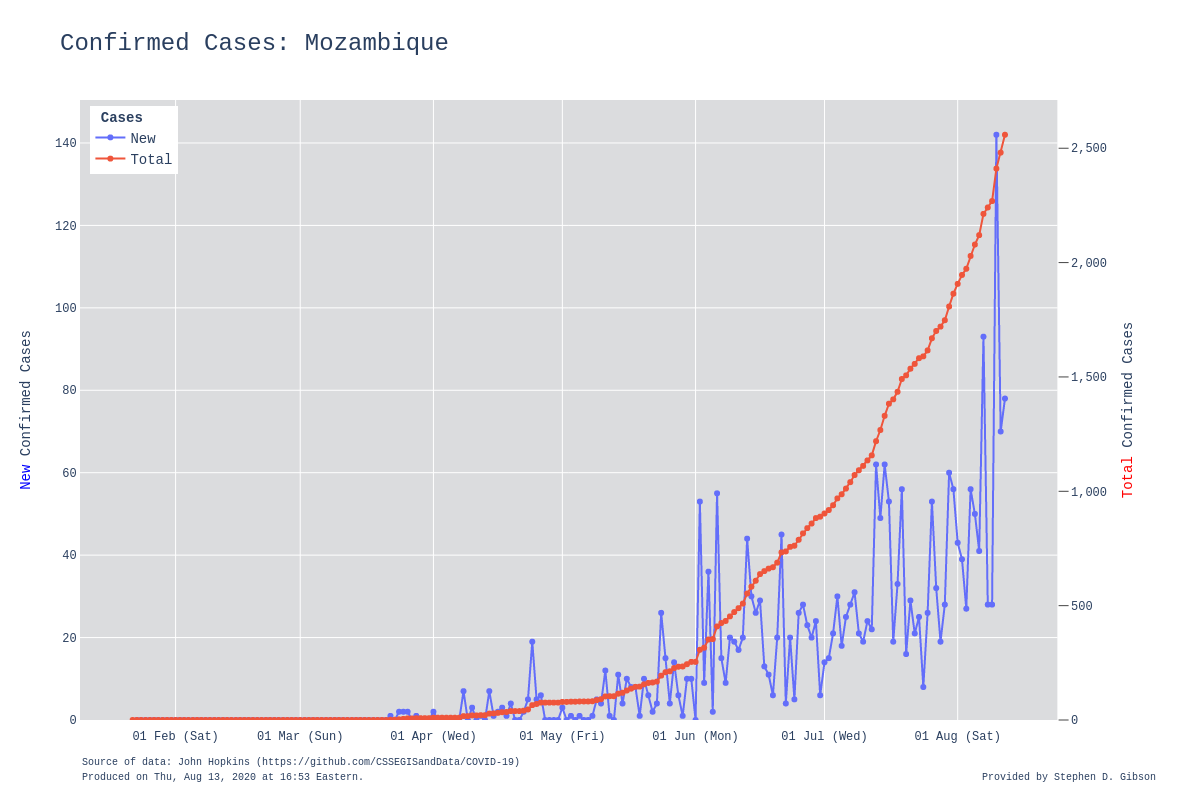 Confirmed Cases: Mozambique
Cases
New
Total
140
120
100
80
60
40
20
0
2,500
2,000
1,500
1,000
500
0
New Confirmed Cases
Total Confirmed Cases
01 Feb (Sat) 01 Mar (Sun) 01 Apr (Wed) 01 May (Fri) 01 Jun (Mon) 01 Jul (Wed) 01 Aug (Sat)
Source of data: John Hopkins (https://github.com/CSSEGISandData/COVID-19)
Produced on Thu, Aug 13, 2020 at 16:53 Eastern.
Provided by Stephen D. Gibson